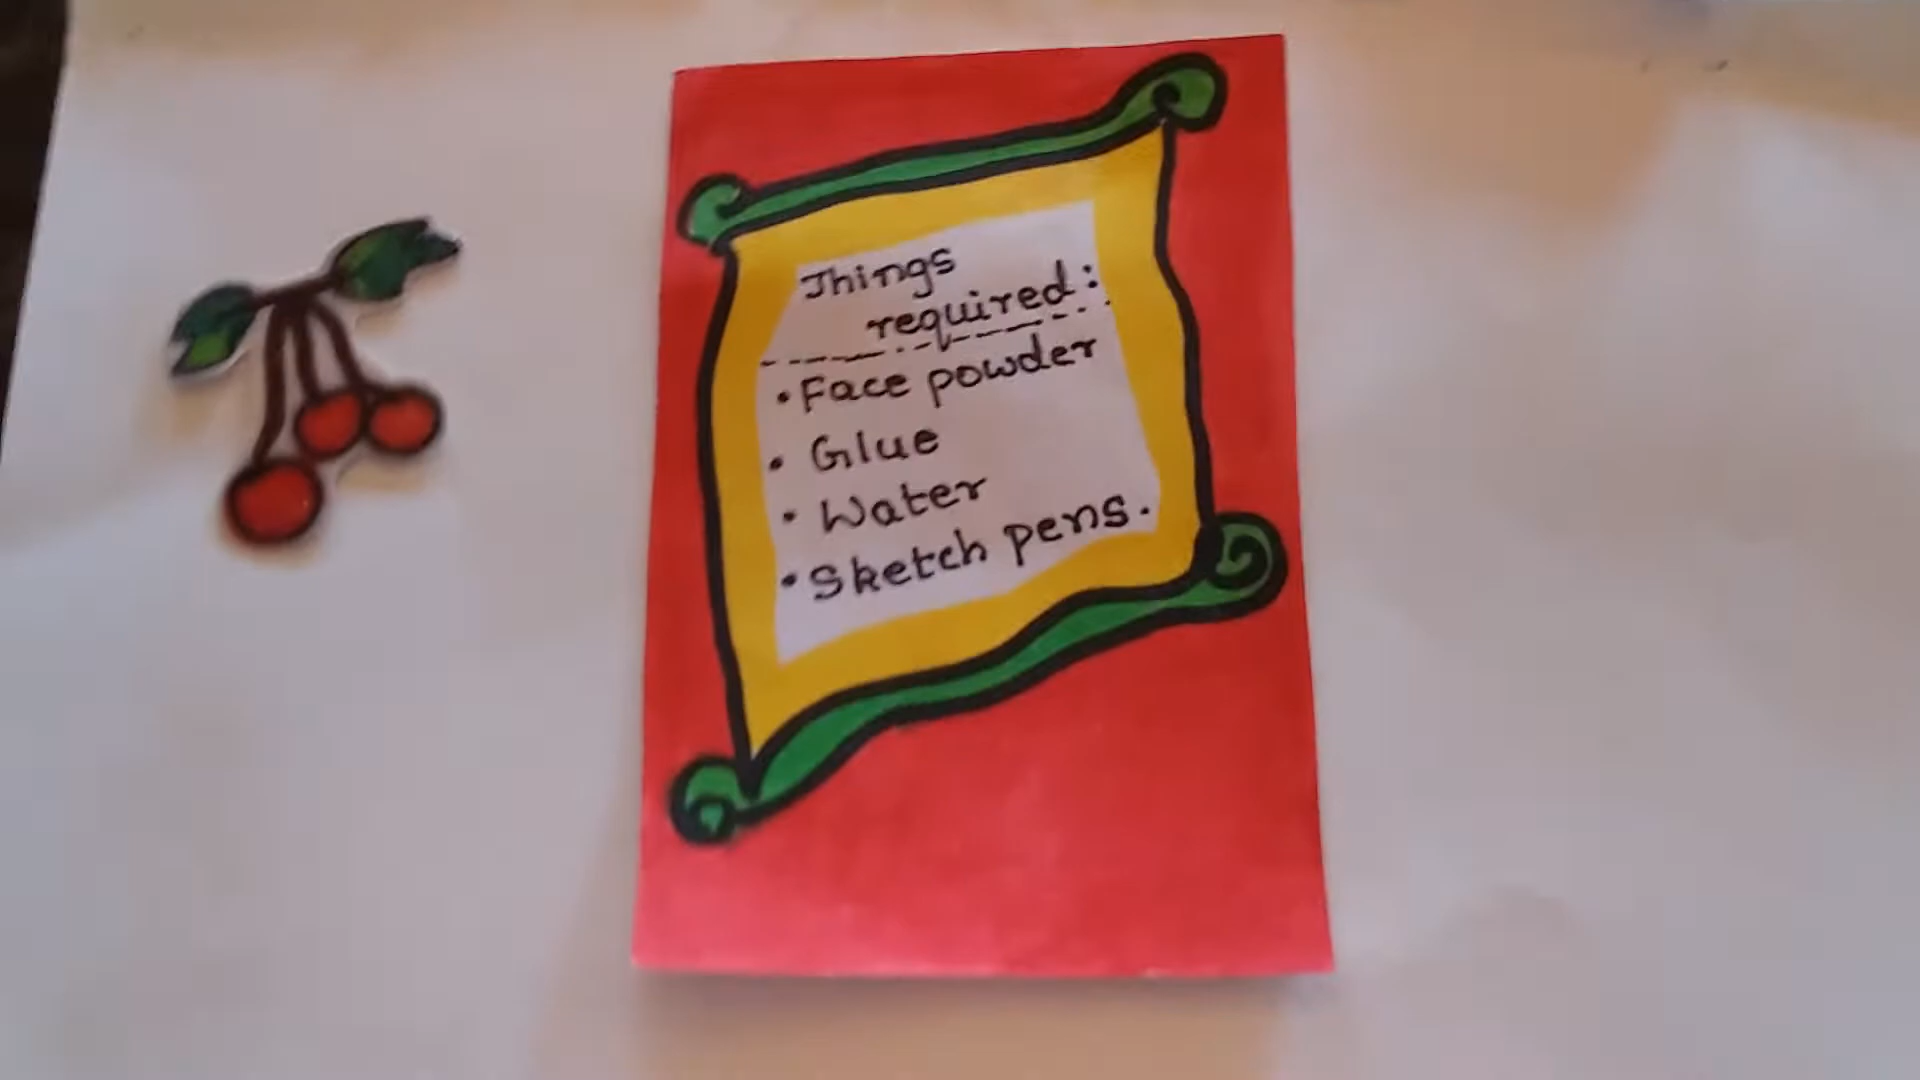 Things
required:
• Face powder
• Glue
• Water
• Sketch pens.